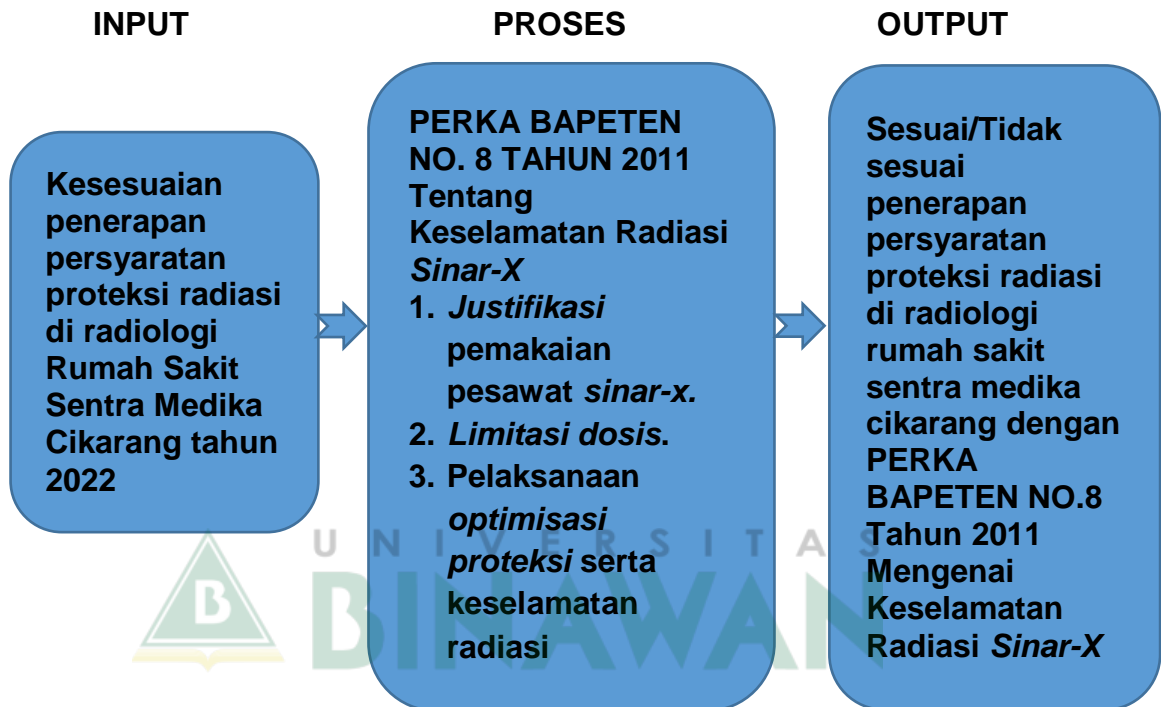 INPUT
PROSES
OUTPUT
Kesesuaian
penerapan
persyaratan
proteksi radiasi
di radiologi
Rumah Sakit
Sentra Medika
Cikarang tahun
2022
PERKA BAPETEN
NO. 8 TAHUN 2011
Tentang
Keselamatan Radiasi
Sinar-X
1. Justifikasi
pemakaian
pesawat sinar-x.
2. Limitasi dosis.
3. Pelaksanaan
optimisasi
proteksi serta
keselamatan
radiasi
Sesuai/Tidak
sesuai
penerapan
persyaratan
proteksi radiasi
di radiologi
rumah sakit
sentra medika
cikarang dengan
PERKA
BAPETEN NO.8
Tahun 2011
Mengenai
Keselamatan
Radiasi Sinar-X
B
UNIVERSITAS
BINAWAN